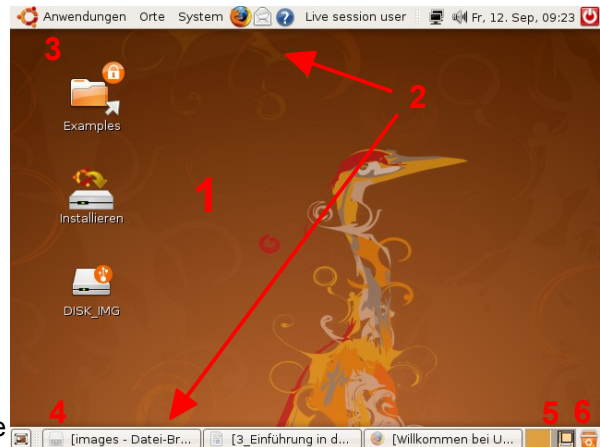 Anwendungen Orte System Live session user Fr, 12. Sep, 09:23
3
2
Examples
1
Installieren
DISK_IMG
4 5 6
e [images - Datei-Br... [3_Einführung in d... [Willkommen bei U...